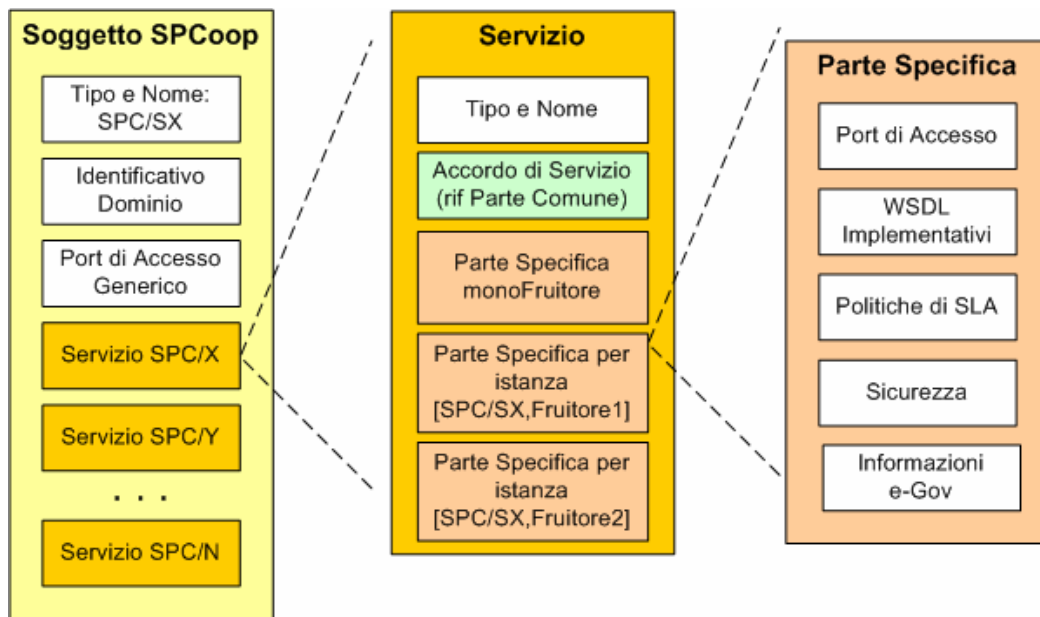 Soggetto SPCoop
Tipo e Nome:
SPC/SX
Identificativo
Dominio
Port di Accesso
Generico
Servizio SPC/X
Servizio SPC/Y
. . .
Servizio SPC/N
Servizio
Tipo e Nome
Accordo di Servizio
(rif Parte Comune)
Parte Specifica
monoFruitore
Parte Specifica per
istanza
[SPC/SX,Fruitore1]
Parte Specifica per
istanza
[SPC/SX,Fruitore2]
Parte Specifica
Port di Accesso
WSDL
Implementativi
Politiche di SLA
Sicurezza
Informazioni
e-Gov